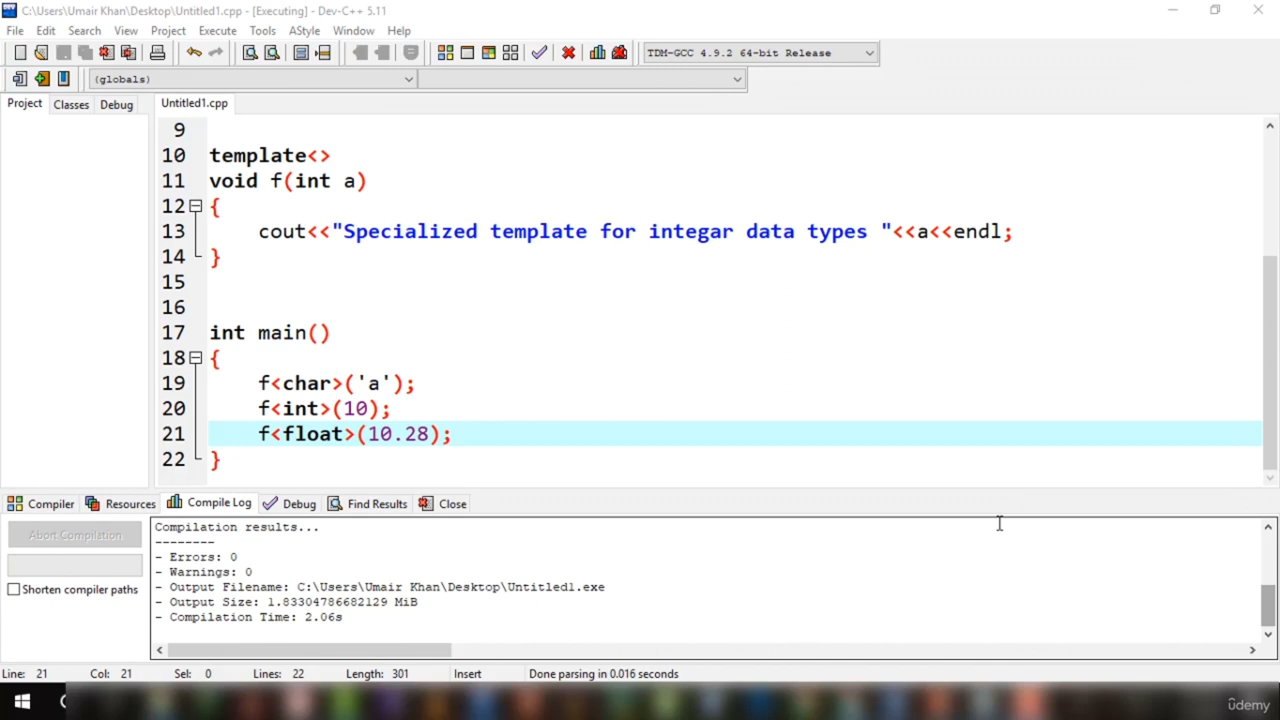 C:\Users\Umair Khan\Desktop\Untitled1.cpp - [Executing] - Dev-C++ 5.11
File Edit Search View Project Execute Tools AStyle Window Help
TDM-GCC 4.9.2 64-bit Release
(globals)
Project Classes Debug Untitled1.cpp
9
10 template<>
11 void f(int a)
12 {
13 cout<<"Specialized template for integar data types "<<a<<endl;
14 }
15
16
17 int main()
18 {
19 f<char>('a');
20 f<int>(10);
21 f<float>(10.28);
22 }
Compiler Resources Compile Log Debug Find Results Close
Abort Compilation
Shorten compiler paths
Compilation results...
--------
- Errors: 0
- Warnings: 0
- Output Filename: C:\Users\Umair Khan\Desktop\Untitled1.exe
- Output Size: 1.83304786682129 MiB
- Compilation Time: 2.06s
Line: 21 Col: 21 Sel: 0 Lines: 22 Length: 301 Insert Done parsing in 0.016 seconds
ûdemy